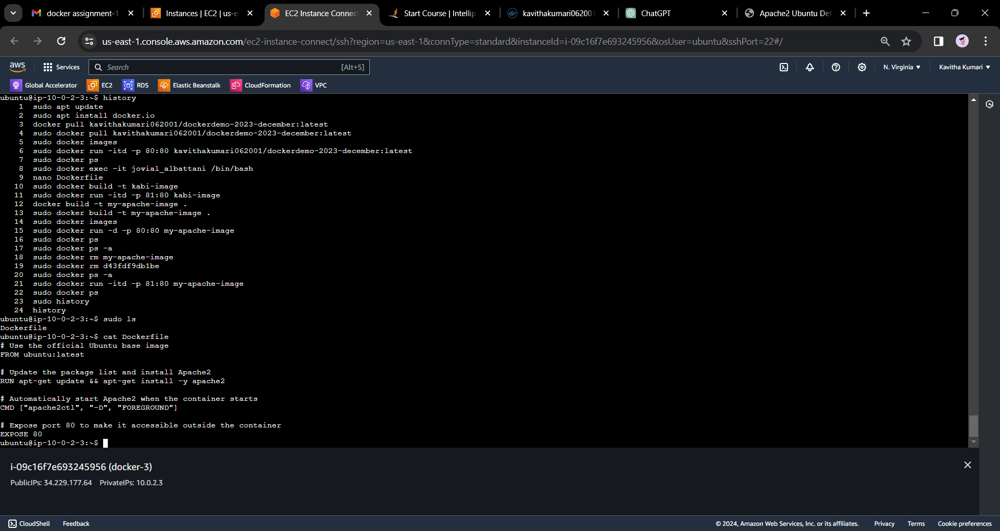 docker assignment-1
Instances | EC2 | us-e
EC2 Instance Connec
Start Course | Intellip
kavithakumari062001
ChatGPT
Apache2 Ubuntu Def
us-east-1.console.aws.amazon.com/ec2-instance-connect/ssh?region=us-east-1&connType=standard&instanceId=i-09c16f7e693245956&osUser=ubuntu&sshPort=22#/
aws Services Search [Alt+S] N. Virginia Kavitha Kumari
Global Accelerator EC2 RDS Elastic Beanstalk CloudFormation VPC
ubuntu@ip-10-0-2-3:~$ history
1 sudo apt update
2 sudo apt install docker.io
3 docker pull kavithakumari062001/dockerdemo-2023-december:latest
4 sudo docker pull kavithakumari062001/dockerdemo-2023-december:latest
5 sudo docker images
6 sudo docker run -itd -p 80:80 kavithakumari062001/dockerdemo-2023-december:latest
7 sudo docker ps
8 sudo docker exec -it jovial_albattani /bin/bash
9 nano Dockerfile
10 sudo docker build -t kabi-image
11 sudo docker run -itd -p 81:80 kabi-image
12 docker build -t my-apache-image .
13 sudo docker build -t my-apache-image .
14 sudo docker images
15 sudo docker run -d -p 80:80 my-apache-image
16 sudo docker ps
17 sudo docker ps -a
18 sudo docker rm my-apache-image
19 sudo docker rm d43fdf9db1be
20 sudo docker ps -a
21 sudo docker run -itd -p 81:80 my-apache-image
22 sudo docker ps
23 sudo history
24 history
ubuntu@ip-10-0-2-3:~$ sudo ls
Dockerfile
ubuntu@ip-10-0-2-3:~$ cat Dockerfile
# Use the official Ubuntu base image
FROM ubuntu:latest
# Update the package list and install Apache2
RUN apt-get update && apt-get install -y apache2
# Automatically start Apache2 when the container starts
CMD ["apache2ctl", "-D", "FOREGROUND"]
# Expose port 80 to make it accessible outside the container
EXPOSE 80
ubuntu@ip-10-0-2-3:~$
i-09c16f7e693245956 (docker-3)
PublicIPs: 34.229.177.64 PrivateIPs: 10.0.2.3
CloudShell Feedback © 2024, Amazon Web Services, Inc. or its affiliates. Privacy Terms Cookie preferences